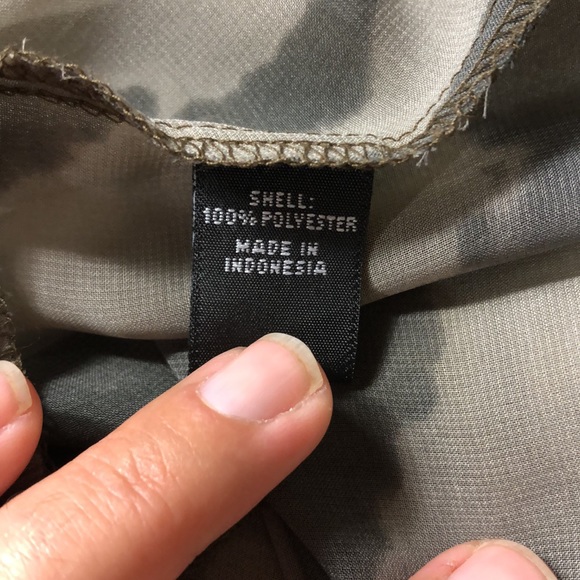 SHELL:
100% POLYESTER
MADE IN
INDONESIA